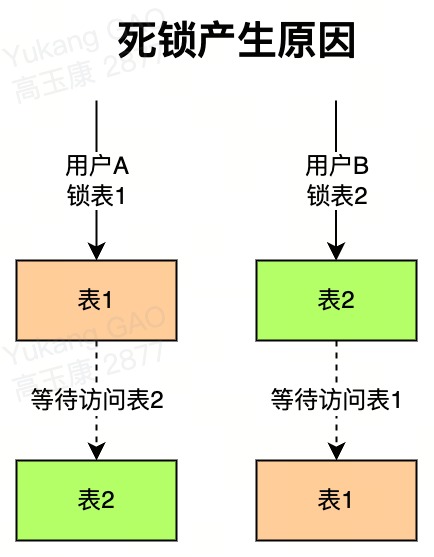 死锁产生原因
Yukang GAO
高玉康 2877
用户A
锁表1
用户B
锁表2
表1
表2
Yukang GAO
高玉康 2877
等待访问表2
等待访问表1
表2
表1